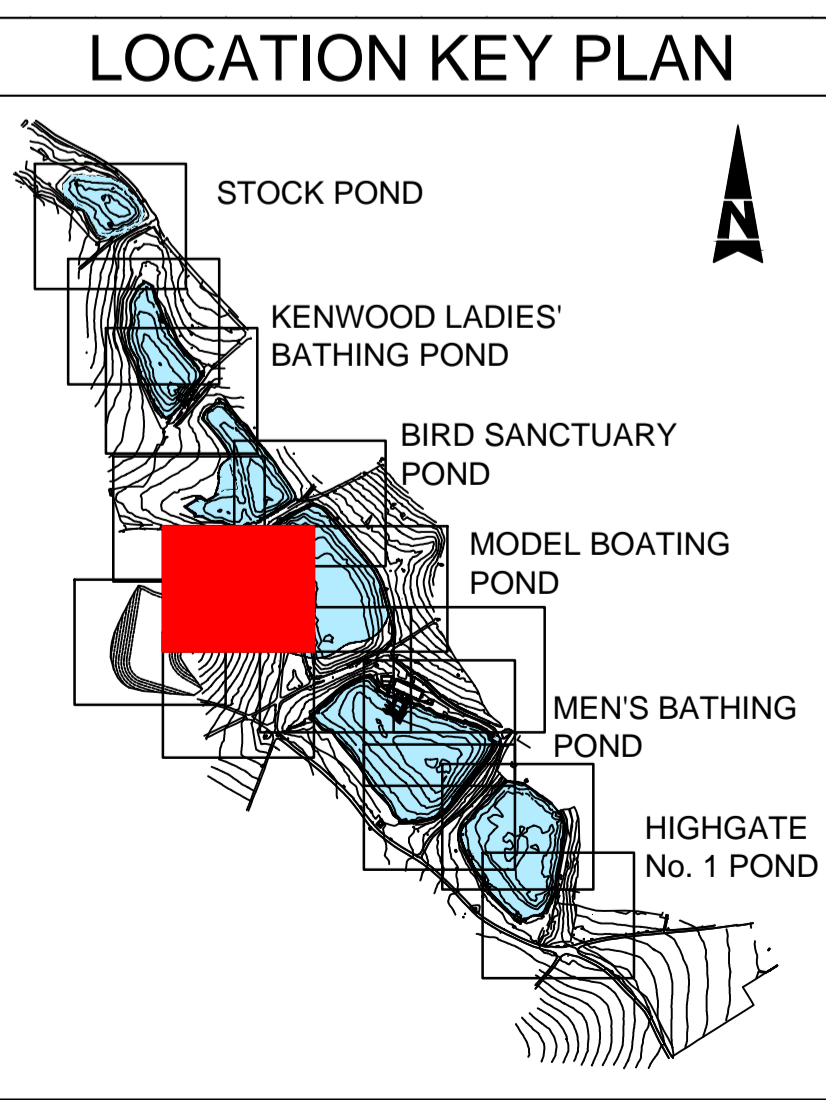 LOCATION KEY PLAN
N
STOCK POND
KENWOOD LADIES'
BATHING POND
BIRD SANCTUARY
POND
MODEL BOATING
POND
MEN'S BATHING
POND
HIGHGATE
No. 1 POND